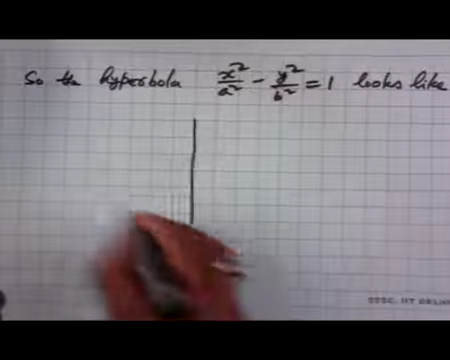 So the hyperbola x²/a² - y²/b² = 1 looks like